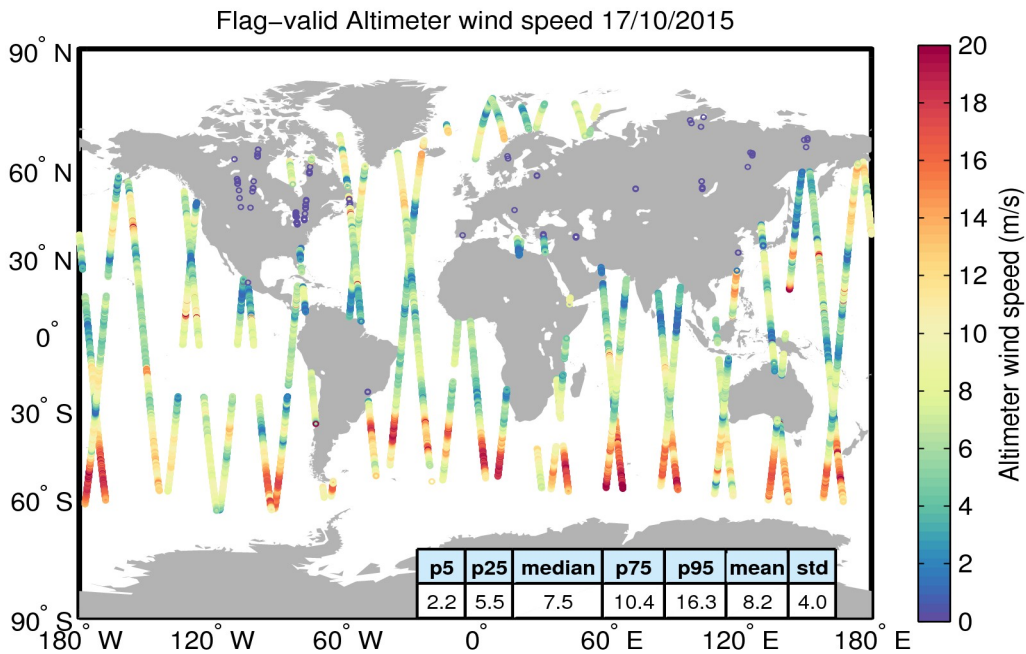 Flag−valid Altimeter wind speed 17/10/2015
90° N
60° N
30° N
0°
30° S
60° S
90° S
180° W
120° W
60° W
0°
60° E
120° E
180° E
p5 p25 median p75 p95 mean std
2.2 5.5 7.5 10.4 16.3 8.2 4.0
20
18
16
14
12
10
8
6
4
2
0
Altimeter wind speed (m/s)